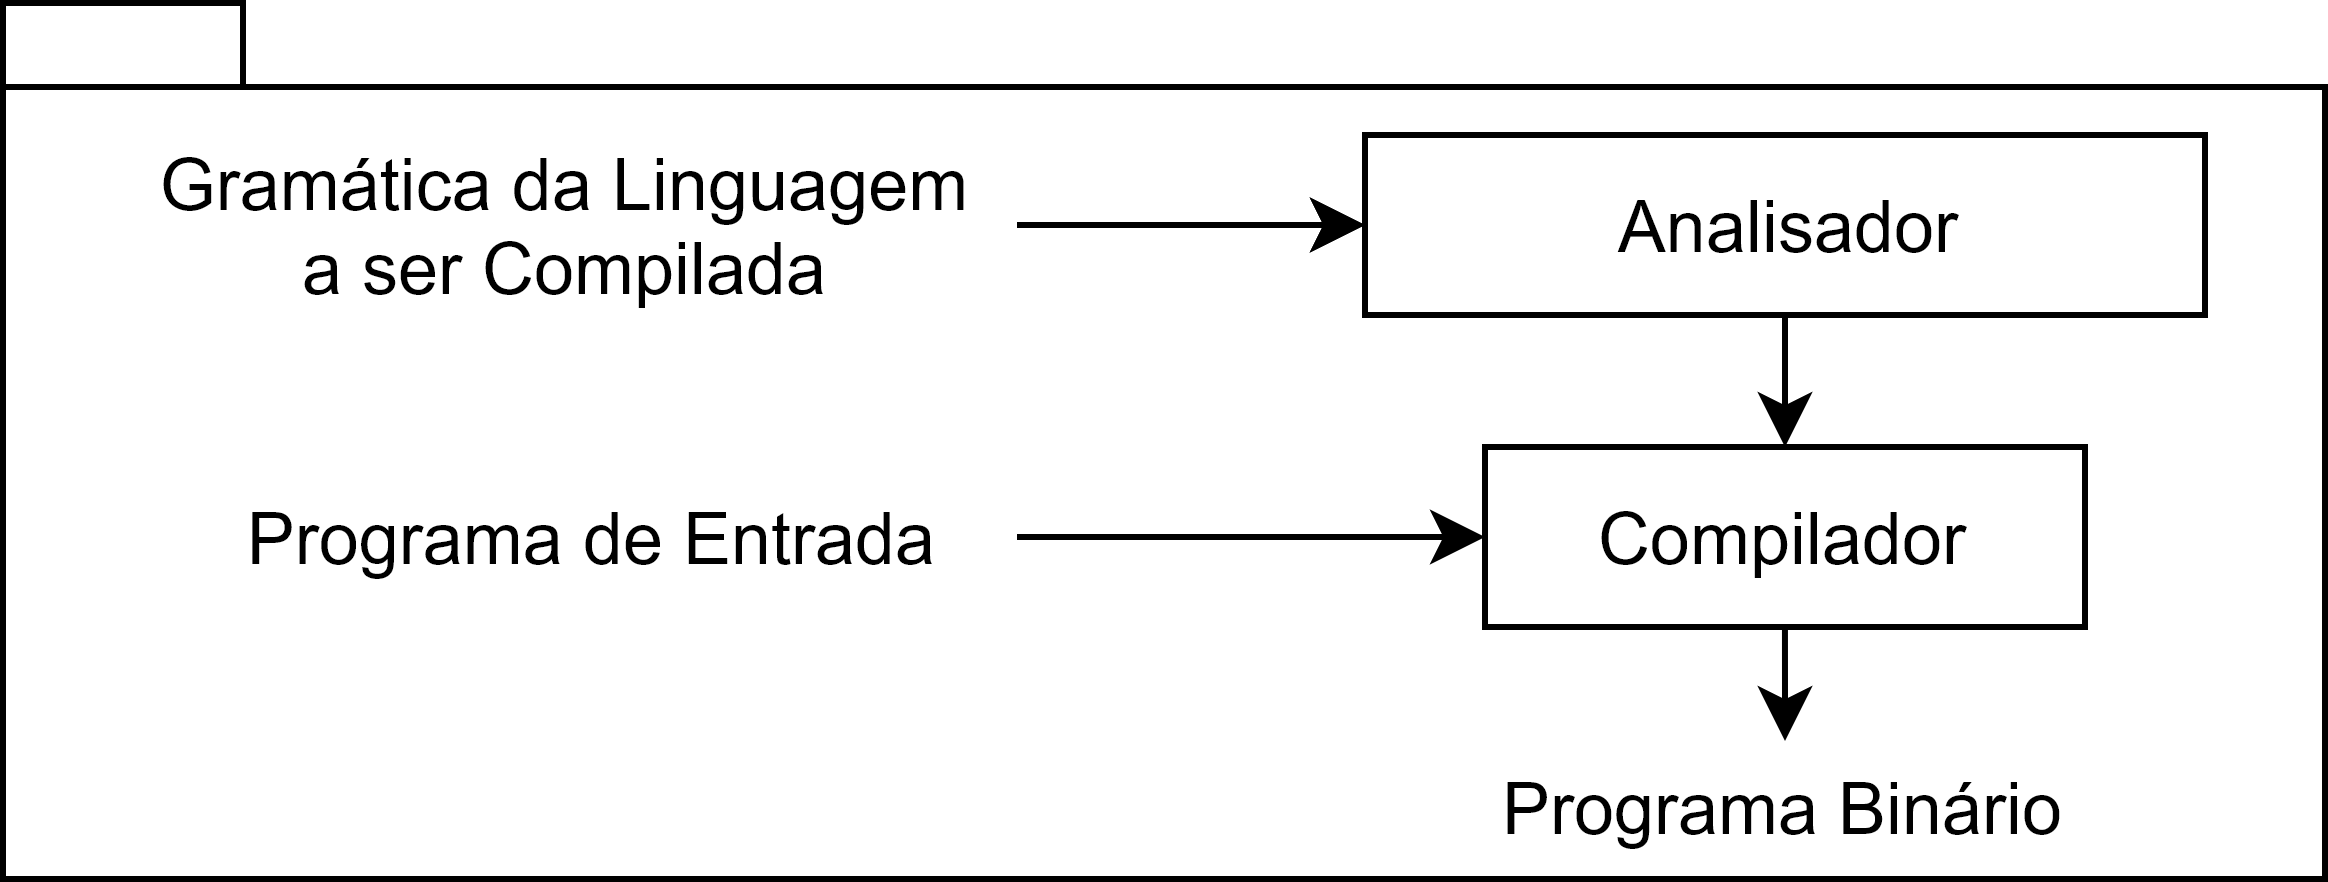 Gramática da Linguagem
a ser Compilada
Analisador
Programa de Entrada
Compilador
Programa Binário